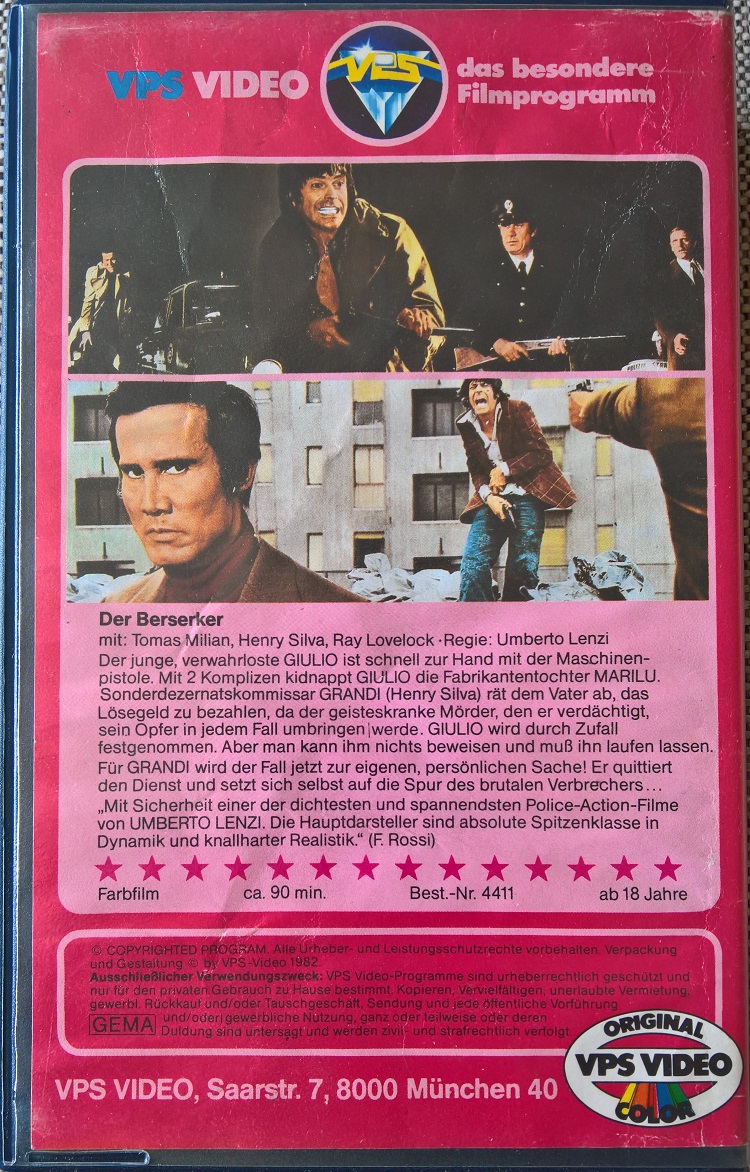 VPS VIDEO
VPS
das besondere
Filmprogramm
Der Berserker
mit: Tomas Milian, Henry Silva, Ray Lovelock · Regie: Umberto Lenzi
Der junge, verwahrloste GIULIO ist schnell zur Hand mit der Maschinen-
pistole. Mit 2 Komplizen kidnappt GIULIO die Fabrikantentochter MARILU.
Sonderdezernatskommissar GRANDI (Henry Silva) rät dem Vater ab, das
Lösegeld zu bezahlen, da der geisteskranke Mörder, den er verdächtigt,
sein Opfer in jedem Fall umbringen werde. GIULIO wird durch Zufall
festgenommen. Aber man kann ihm nichts beweisen und muß ihn laufen lassen.
Für GRANDI wird der Fall jetzt zur eigenen, persönlichen Sache! Er quittiert
den Dienst und setzt sich selbst auf die Spur des brutalen Verbrechers...
„Mit Sicherheit einer der dichtesten und spannendsten Police-Action-Filme
von UMBERTO LENZI. Die Hauptdarsteller sind absolute Spitzenklasse in
Dynamik und knallharter Realistik.“ (F. Rossi)
Farbfilm ca. 90 min. Best.-Nr. 4411 ab 18 Jahre
© COPYRIGHTED PROGRAM. Alle Urheber- und Leistungsschutzrechte vorbehalten. Verpackung
und Gestaltung © by VPS-Video 1982.
Ausschließlicher Verwendungszweck: VPS Video-Programme sind urheberrechtlich geschützt und
nur für den privaten Gebrauch zu Hause bestimmt. Kopieren, Vervielfältigen, unerlaubte Vermietung,
gewerbl. Rückkauf und/oder Tauschgeschäft, Sendung und jede öffentliche Vorführung
und/oder gewerbliche Nutzung, ganz oder teilweise oder deren
GEMA Duldung sind untersagt und werden zivil- und strafrechtlich verfolgt.
ORIGINAL
VPS VIDEO
COLOR
VPS VIDEO, Saarstr. 7, 8000 München 40